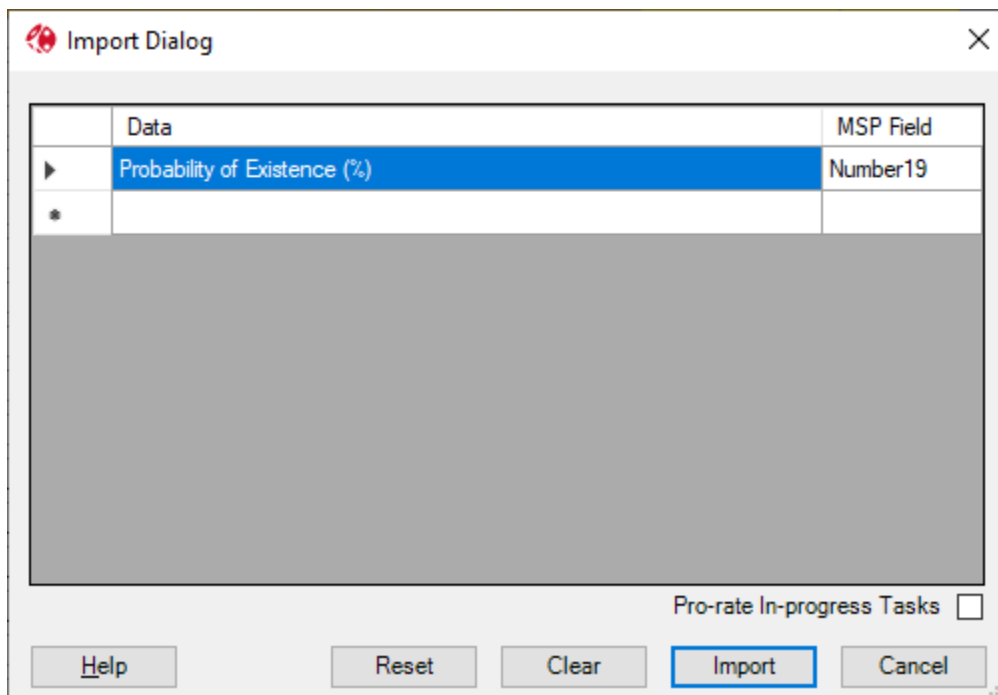 Import Dialog
Data MSP Field
Probability of Existence (%) Number19
Pro-rate In-progress Tasks
Help Reset Clear Import Cancel